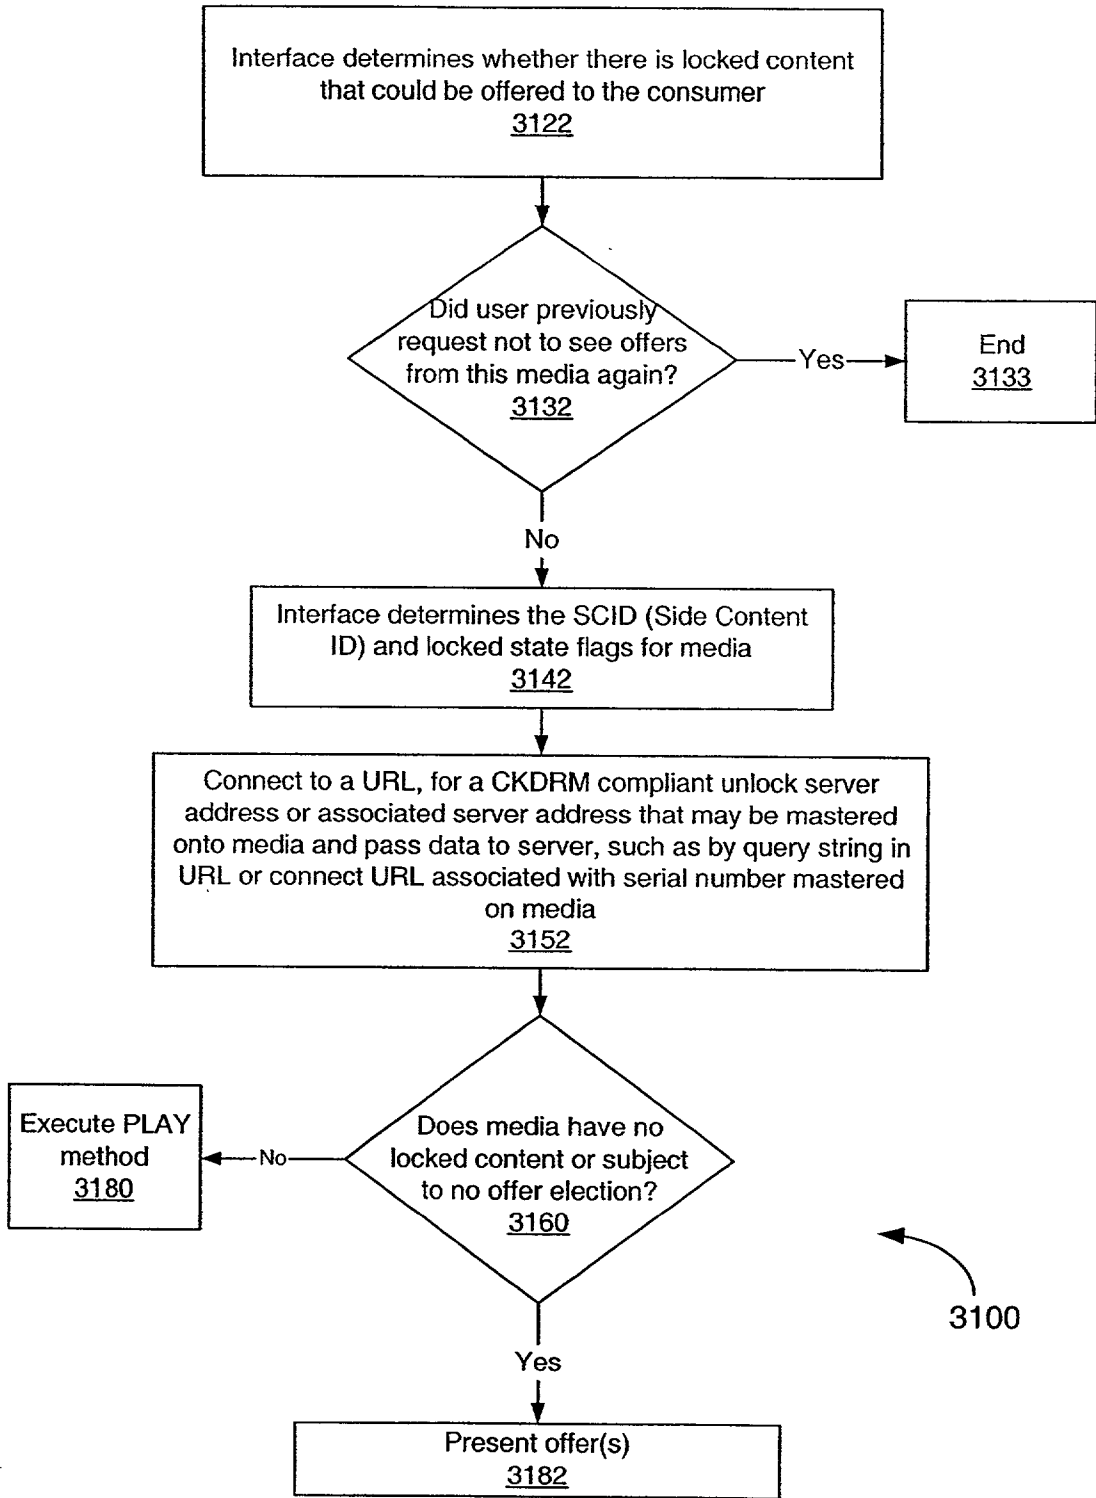 Interface determines whether there is locked content
that could be offered to the consumer
3122
Did user previously
request not to see offers
from this media again?
3132
Yes
End
3133
No
Interface determines the SCID (Side Content
ID) and locked state flags for media
3142
Connect to a URL, for a CKDRM compliant unlock server
address or associated server address that may be mastered
onto media and pass data to server, such as by query string in
URL or connect URL associated with serial number mastered
on media
3152
Does media have no
locked content or subject
to no offer election?
3160
No
Execute PLAY
method
3180
3100
Yes
Present offer(s)
3182